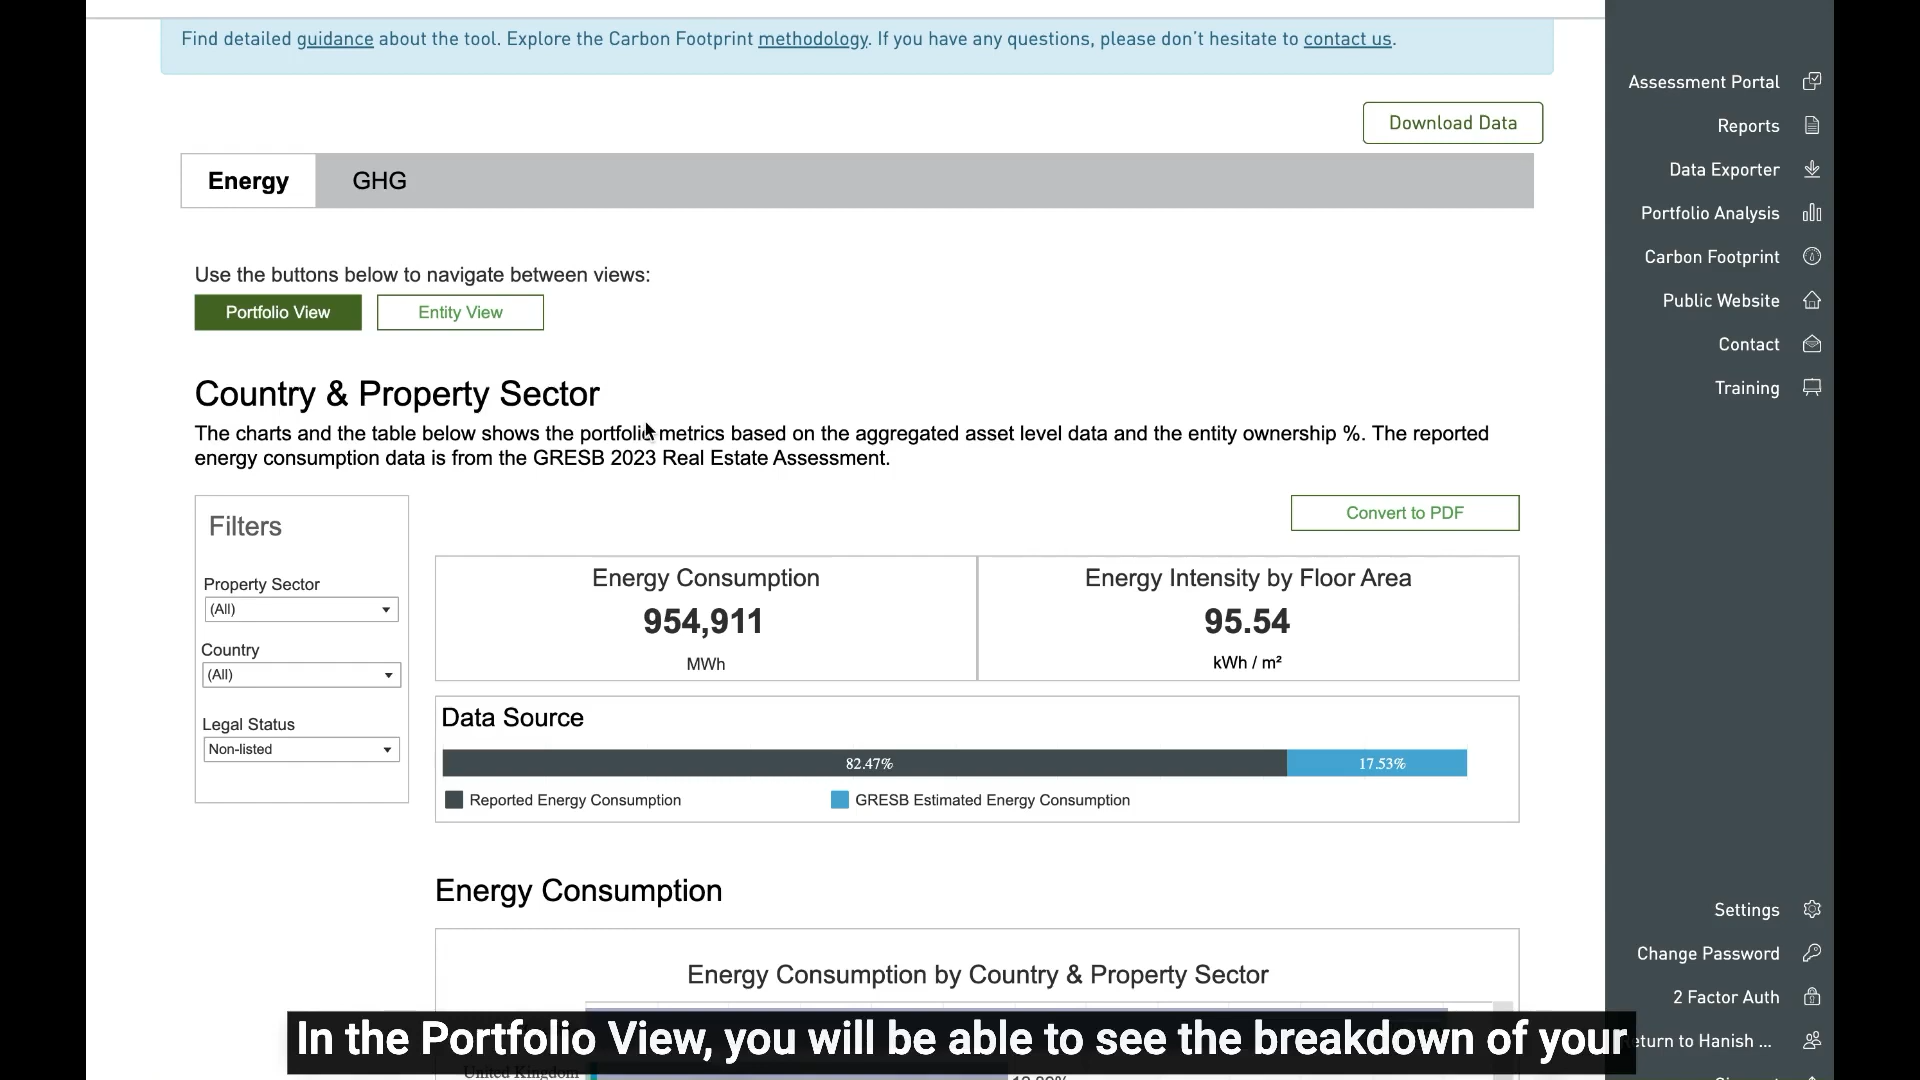 Find detailed guidance about the tool. Explore the Carbon Footprint methodology. If you have any questions, please don't hesitate to contact us.
Download Data
Energy
GHG
Use the buttons below to navigate between views:
Portfolio View
Entity View
Country & Property Sector
The charts and the table below shows the portfolio metrics based on the aggregated asset level data and the entity ownership %. The reported
energy consumption data is from the GRESB 2023 Real Estate Assessment.
Filters
Property Sector
(All)
Country
(All)
Legal Status
Non-listed
Convert to PDF
Energy Consumption
954,911
MWh
Energy Intensity by Floor Area
95.54
kWh / m²
Data Source
82.47%
17.53%
Reported Energy Consumption
GRESB Estimated Energy Consumption
Energy Consumption
Energy Consumption by Country & Property Sector
United Kingdom
In the Portfolio View, you will be able to see the breakdown of your
Assessment Portal
Reports
Data Exporter
Portfolio Analysis
Carbon Footprint
Public Website
Contact
Training
Settings
Change Password
2 Factor Auth
eturn to Hanish ...